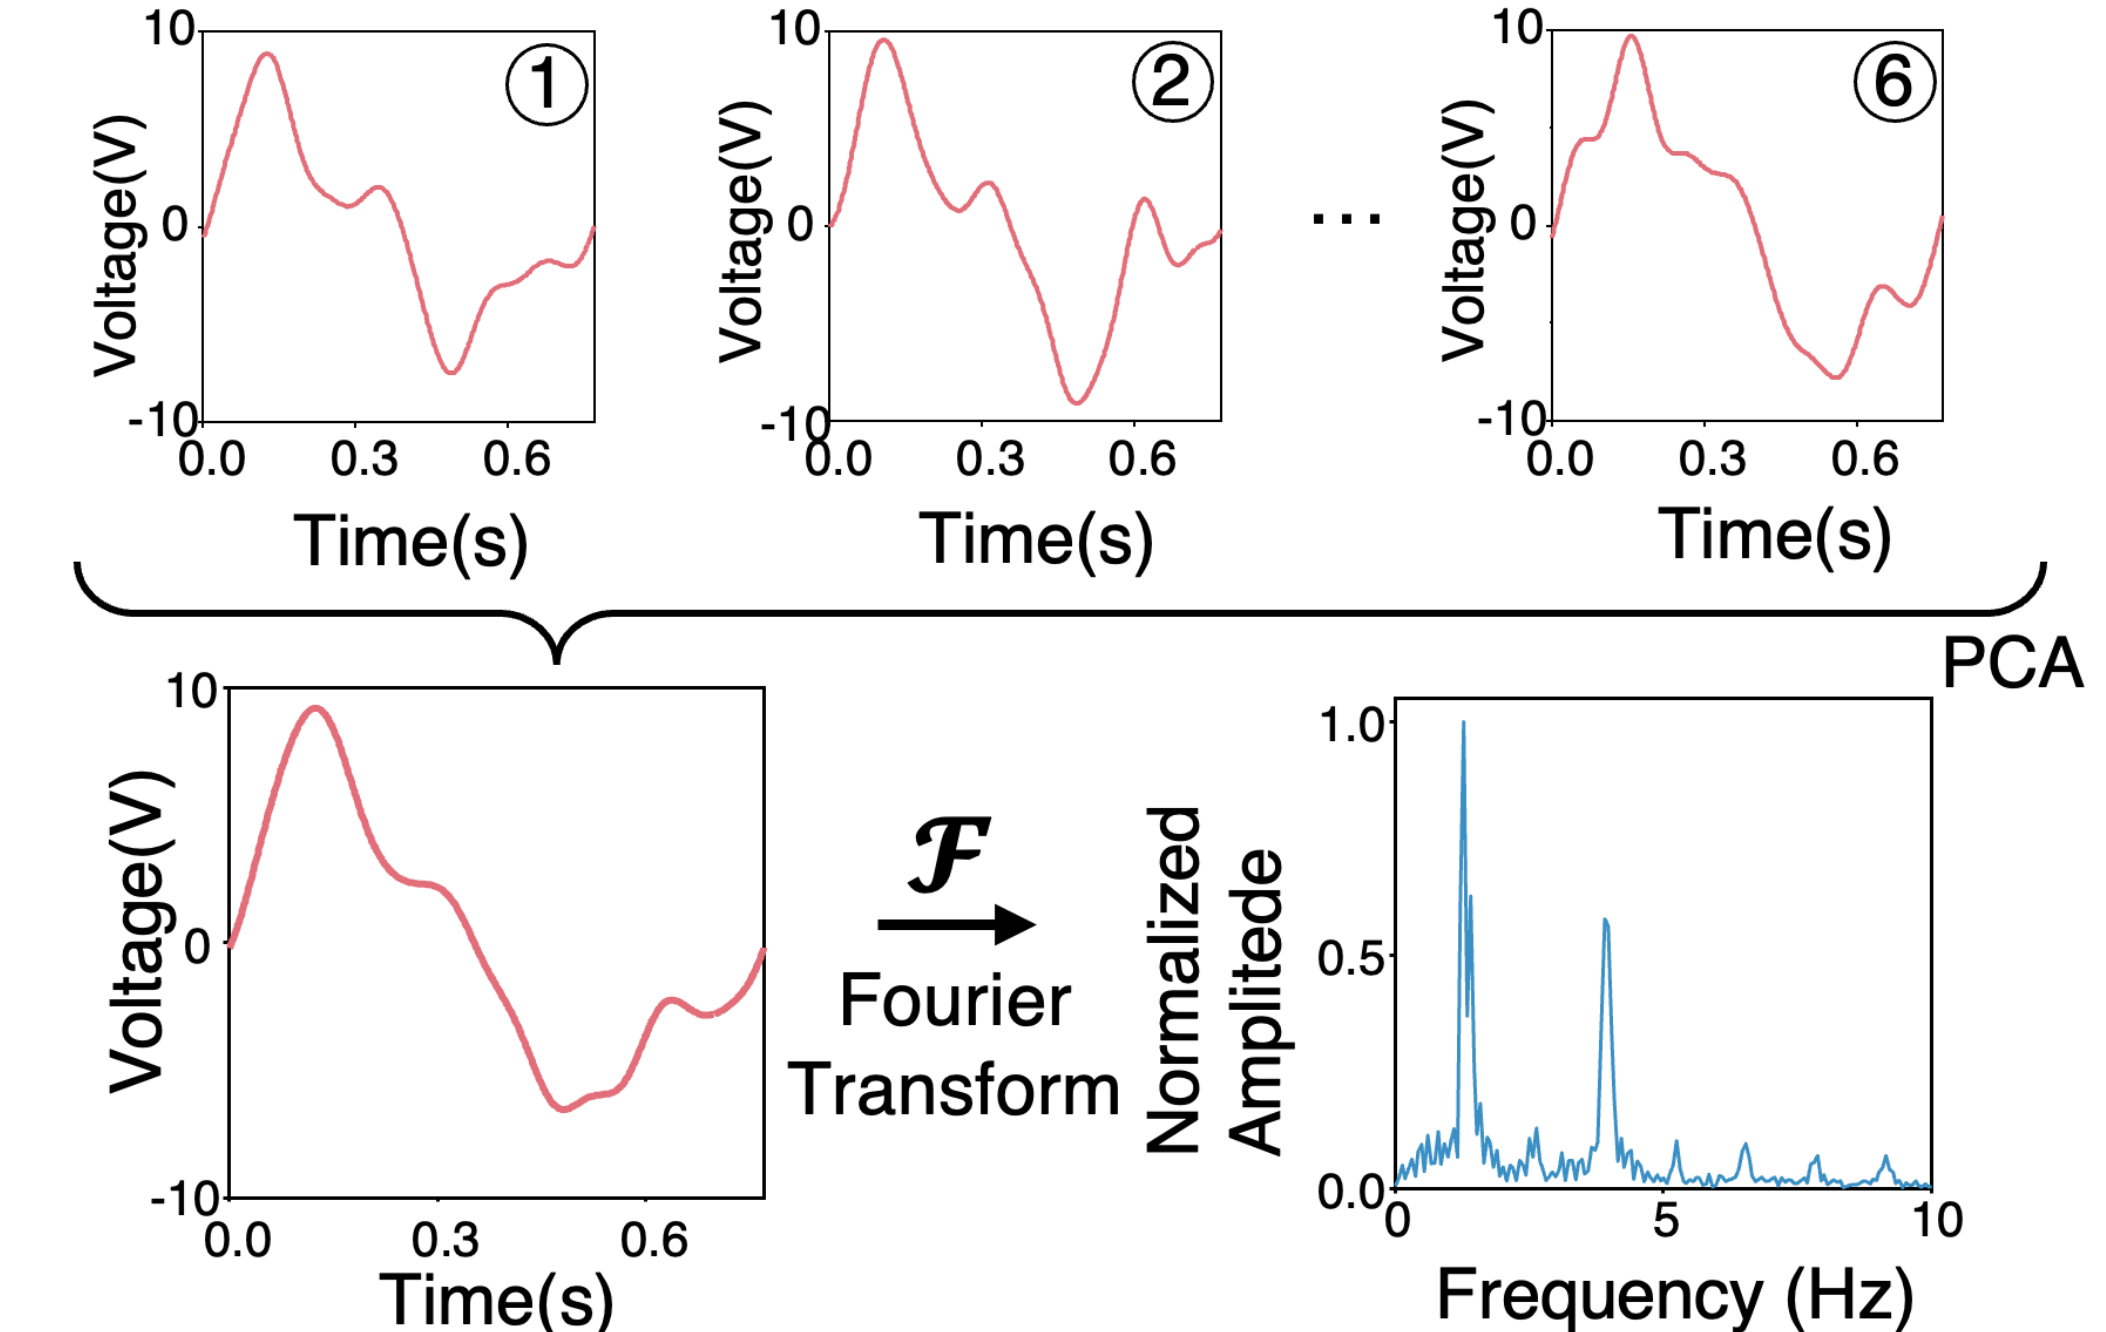 10
0
-10
0.0 0.3 0.6
Voltage(V)
Time(s)
1
10
0
-10
0.0 0.3 0.6
Voltage(V)
Time(s)
2
...
10
0
-10
0.0 0.3 0.6
Voltage(V)
Time(s)
6
PCA
10
0
-10
0.0 0.3 0.6
Voltage(V)
Time(s)
ℱ
Fourier
Transform
Normalized
Amplitede
1.0
0.5
0.0
0 5 10
Frequency (Hz)